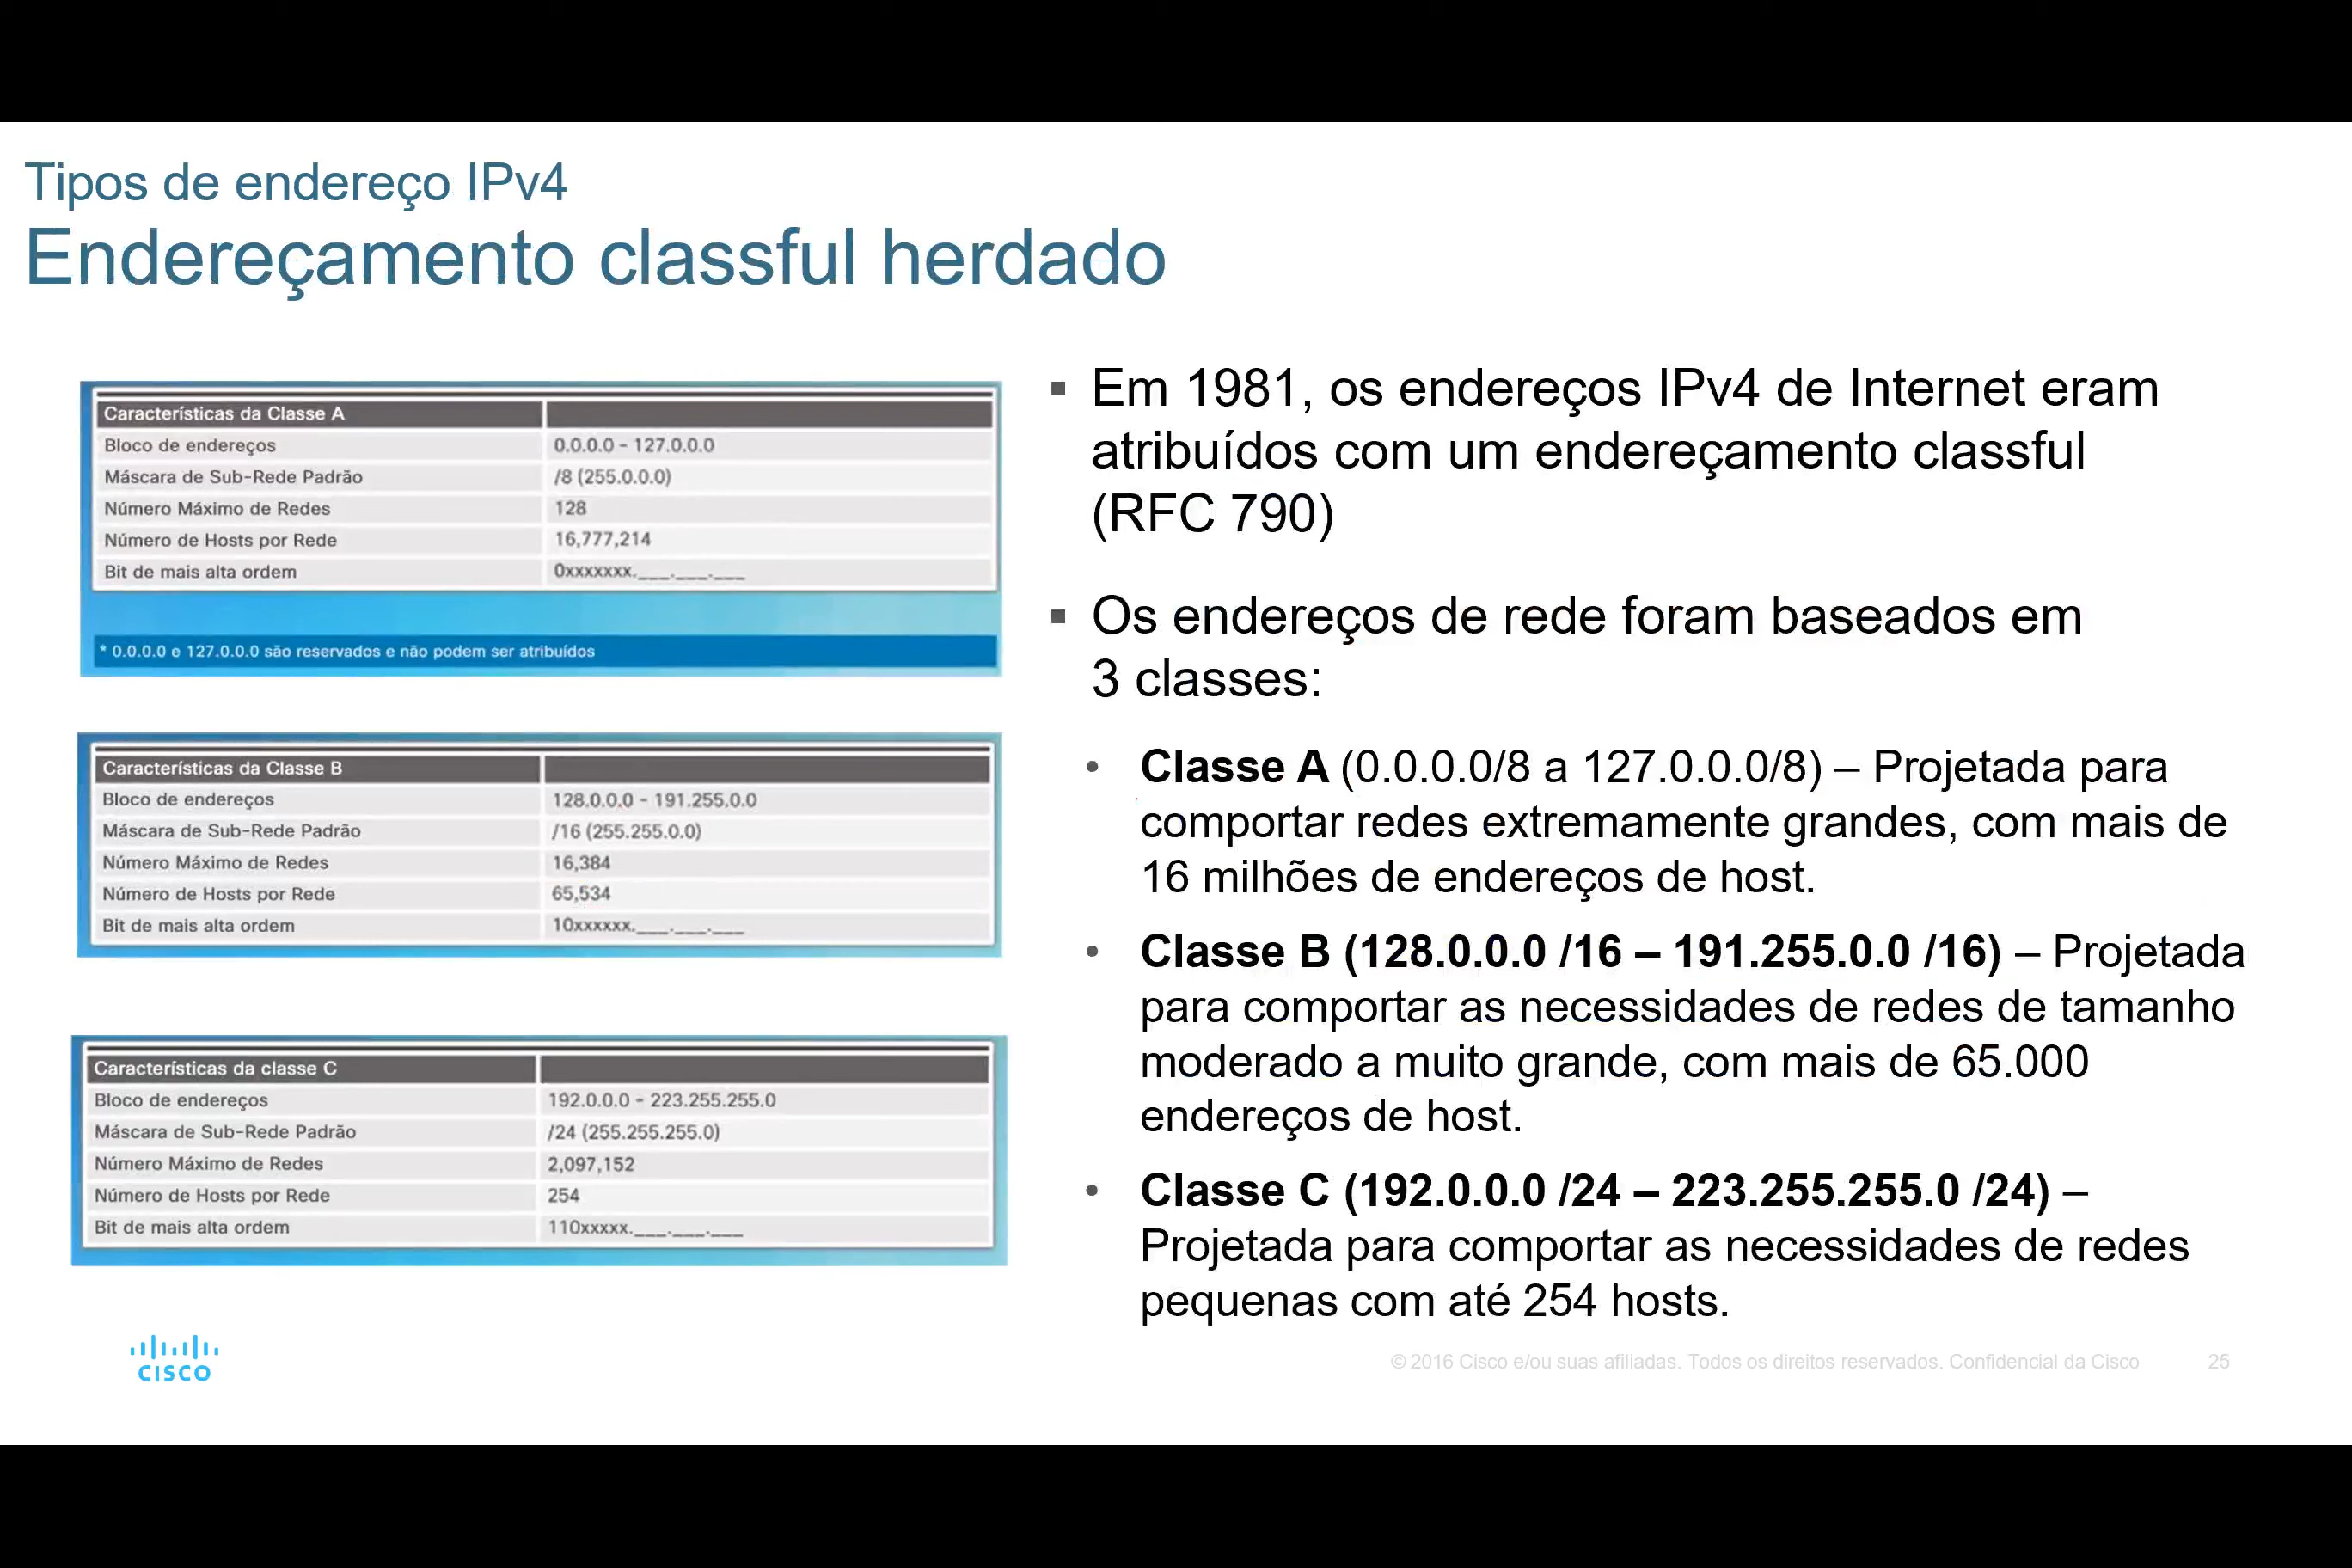 Tipos de endereço IPv4
Endereçamento classful herdado
Características da Classe A
Bloco de endereços 0.0.0.0 - 127.0.0.0
Máscara de Sub-Rede Padrão /8 (255.0.0.0)
Número Máximo de Redes 128
Número de Hosts por Rede 16,777,214
Bit de mais alta ordem 0xxxxxxx.___.___.___
* 0.0.0.0 e 127.0.0.0 são reservados e não podem ser atribuídos
Características da Classe B
Bloco de endereços 128.0.0.0 - 191.255.0.0
Máscara de Sub-Rede Padrão /16 (255.255.0.0)
Número Máximo de Redes 16,384
Número de Hosts por Rede 65,534
Bit de mais alta ordem 10xxxxxx.___.___.___
Características da classe C
Bloco de endereços 192.0.0.0 - 223.255.255.0
Máscara de Sub-Rede Padrão /24 (255.255.255.0)
Número Máximo de Redes 2,097,152
Número de Hosts por Rede 254
Bit de mais alta ordem 110xxxxx.___.___.___
▪ Em 1981, os endereços IPv4 de Internet eram
atribuídos com um endereçamento classful
(RFC 790)
▪ Os endereços de rede foram baseados em
3 classes:
• Classe A (0.0.0.0/8 a 127.0.0.0/8) – Projetada para
comportar redes extremamente grandes, com mais de
16 milhões de endereços de host.
• Classe B (128.0.0.0 /16 – 191.255.0.0 /16) – Projetada
para comportar as necessidades de redes de tamanho
moderado a muito grande, com mais de 65.000
endereços de host.
• Classe C (192.0.0.0 /24 – 223.255.255.0 /24) –
Projetada para comportar as necessidades de redes
pequenas com até 254 hosts.
CISCO
© 2016 Cisco e/ou suas afiliadas. Todos os direitos reservados. Confidencial da Cisco 25